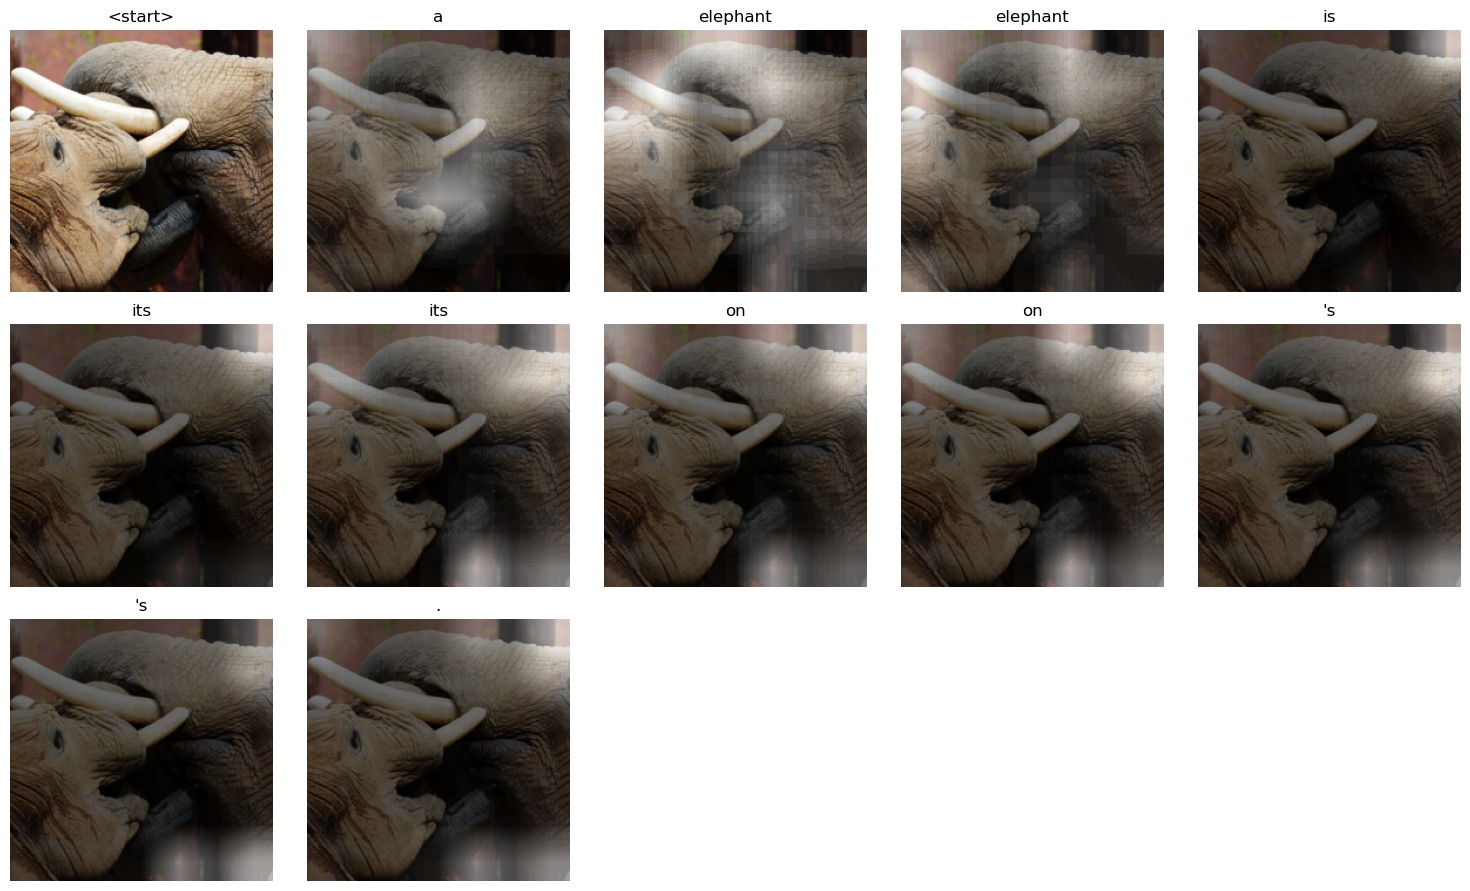 <start> a elephant elephant is
its its on on 's
's .